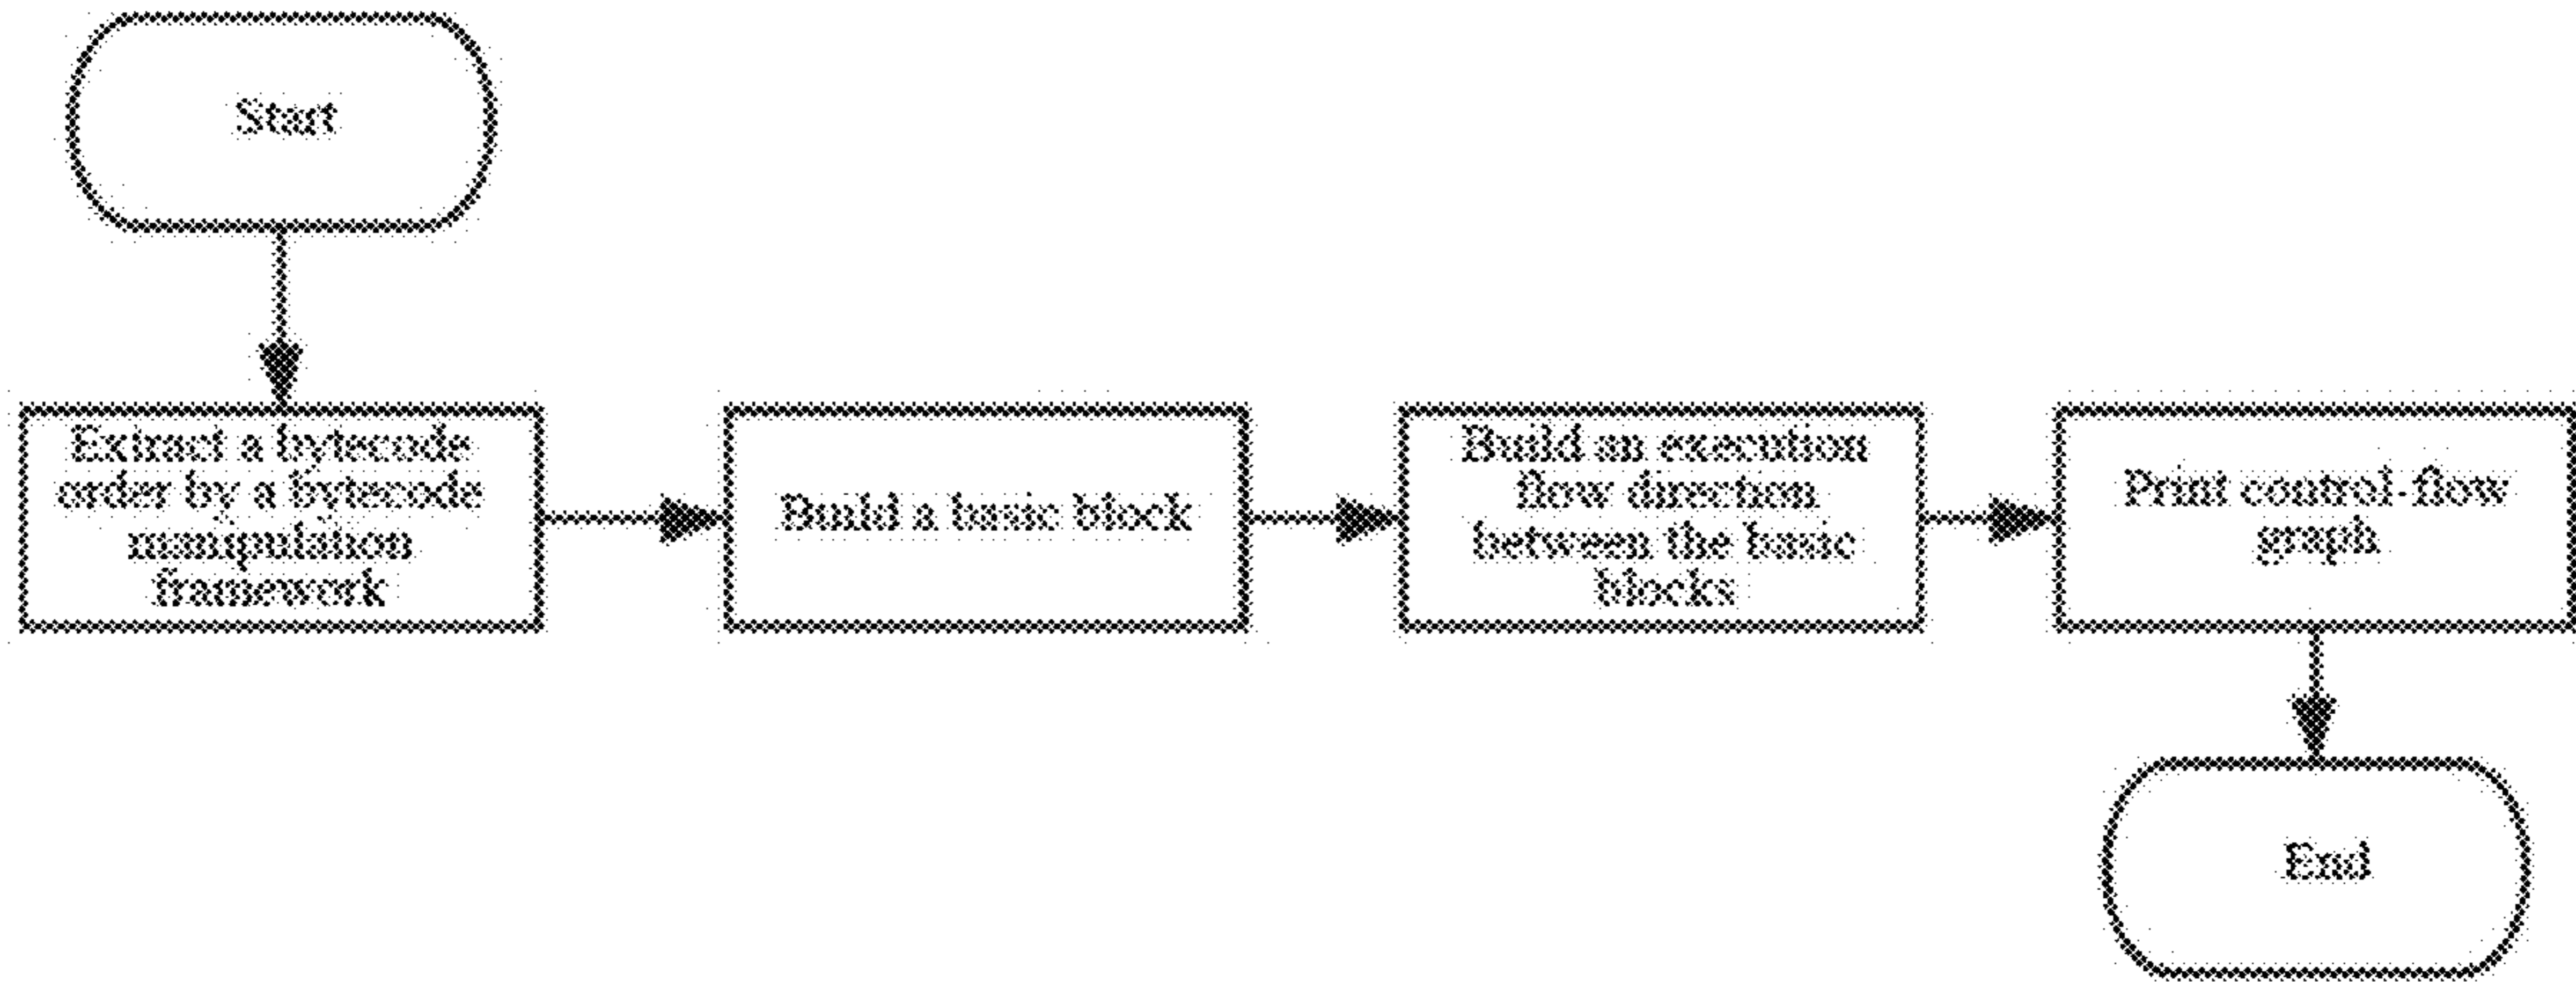 Start
Extract a bytecode
order by a bytecode
manipulation
framework
Build a basic block
Build an execution
flow direction
between the basic
blocks
Print control-flow
graph
End